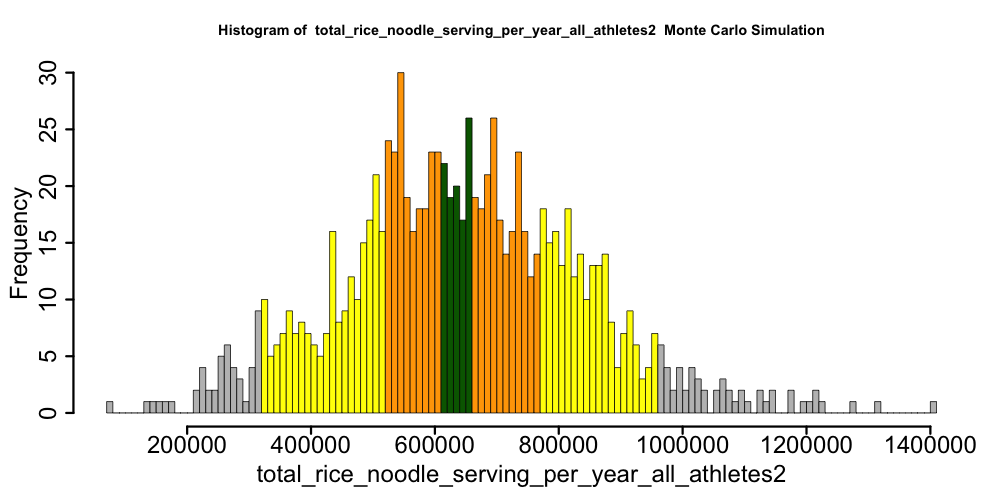 Histogram of  total_rice_noodle_serving_per_year_all_athletes2  Monte Carlo Simulation
30
25
20
15
10
5
0
Frequency
200000 400000 600000 800000 1000000 1200000 1400000
total_rice_noodle_serving_per_year_all_athletes2